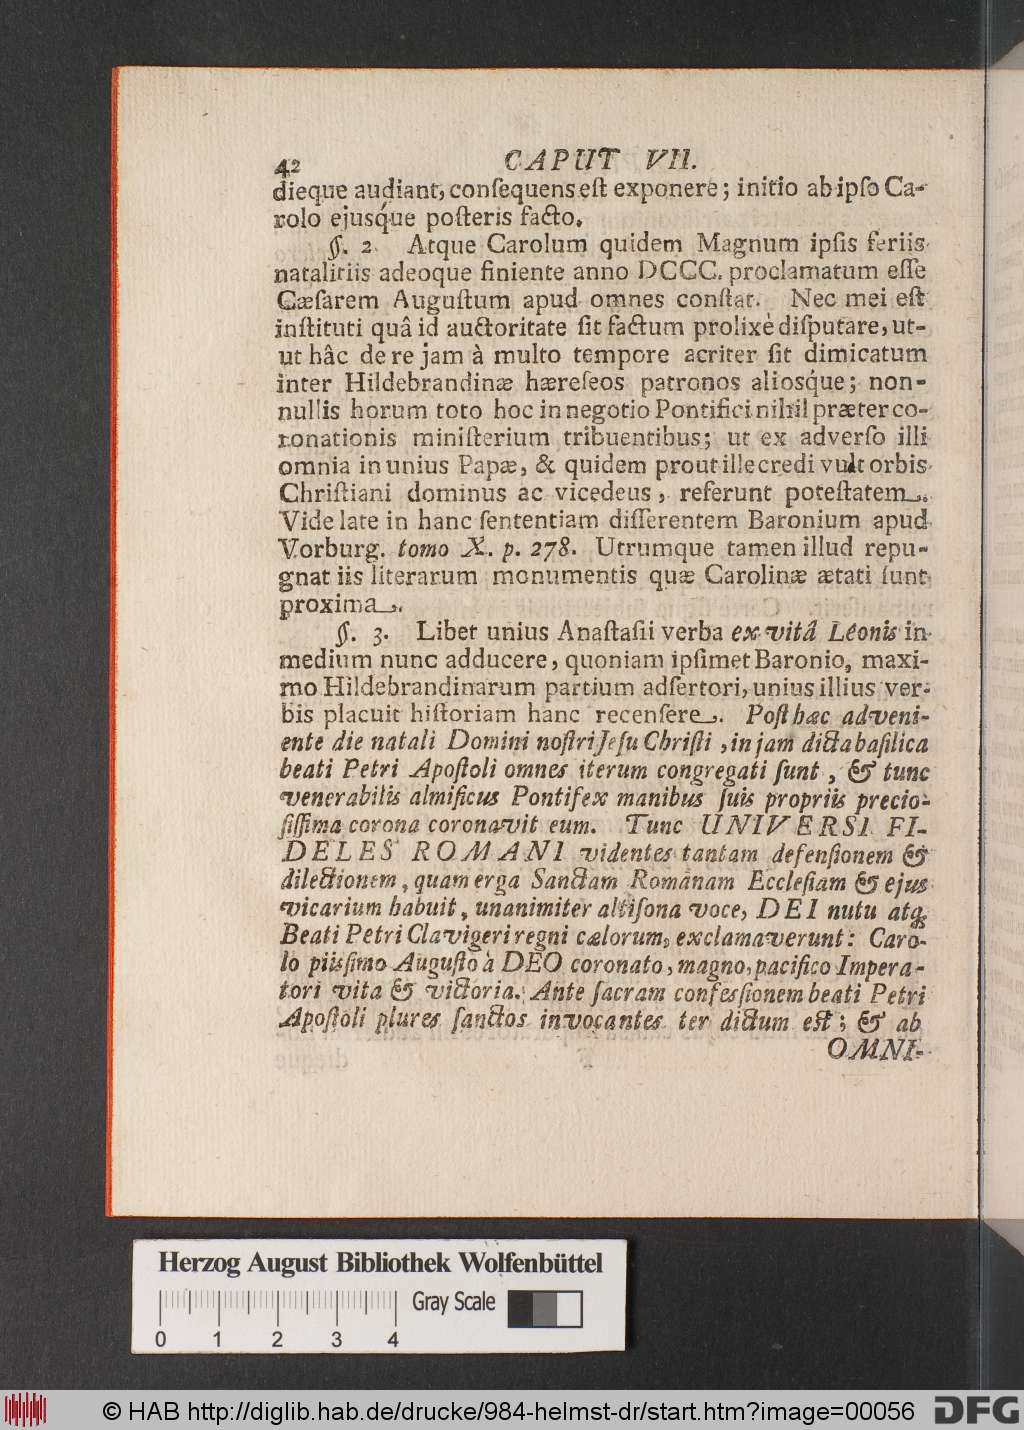 42 CAPUT VII.
dieque audiant, conſequens eſt exponere; initio ab ipſo Ca-
rolo ejusq́ue poſteris facto.
§. 2. Atque Carolum quidem Magnum ipſis feriis
natalitiis adeoque finiente anno DCCC. proclamatum eſſe
Cæſarem Auguſtum apud omnes conſtat. Nec mei eſt
inſtituti quâ id auctoritate ſit factum prolixè diſputare, ut-
ut hâc de re jam à multo tempore acriter ſit dimicatum
inter Hildebrandinæ hæreſeos patronos aliosq́ue; non-
nullis horum toto hoc in negotio Pontifici nihil præter co-
ronationis miniſterium tribuentibus; ut ex adverſo illi
omnia in unius Papæ, & quidem prout ille credi vult orbis
Chriſtiani dominus ac vicedeus, referunt poteſtatem.
Vide late in hanc ſententiam diſſerentem Baronium apud
Vorburg. tomo X. p. 278. Utrumque tamen illud repu-
gnat iis literarum monumentis quæ Carolinæ ætati ſunt
proxima.
§. 3. Libet unius Anaſtaſii verba ex vitâ Leonis in
medium nunc adducere, quoniam ipſimet Baronio, maxi-
mo Hildebrandinarum partium adſertori, unius illius ver-
bis placuit hiſtoriam hanc recenſere. Poſt hæc adveni-
ente die natali Domini noſtri Jeſu Chriſti, in jam dicta baſilica
beati Petri Apoſtoli omnes iterum congregati ſunt, & tunc
venerabilis almificus Pontifex manibus ſuis propriis precio-
ſiſſima corona coronavit eum. Tunc UNIVERSI FI-
DELES ROMANI videntes tantam defenſionem &
dilectionem, quam erga Sanctam Romanam Eccleſiam & ejus
vicarium habuit, unanimiter altiſona voce, DEI nutu atq;
Beati Petri Clavigeri regni cælorum, exclamaverunt: Caro-
lo piiſsimo Auguſto à DEO coronato, magno, pacifico Impera-
tori vita & victoria. Ante ſacram confeſsionem beati Petri
Apoſtoli plures ſanctos invocantes ter dictum eſt; & ab
OMNI-
Herzog August Bibliothek Wolfenbüttel
Gray Scale
0 1 2 3 4
© HAB http://diglib.hab.de/drucke/984-helmst-dr/start.htm?image=00056 DFG